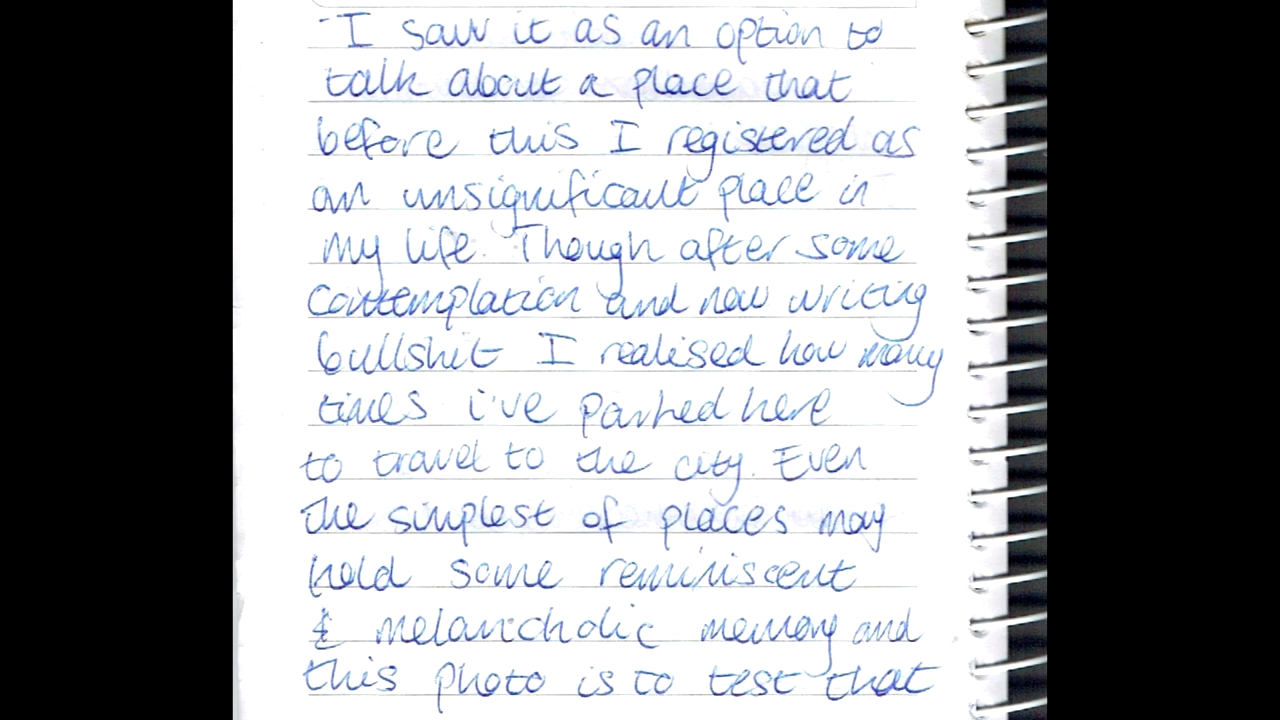 - I saw it as an option to
talk about a place that
before this I registered as
an unsignificant place in
my life. Though after some
contemplation and now writing
bullshit I realised how many
times i've parked here
to travel to the city. Even
the simplest of places may
hold some reminiscent
& melancholic memory and
this photo is to test that